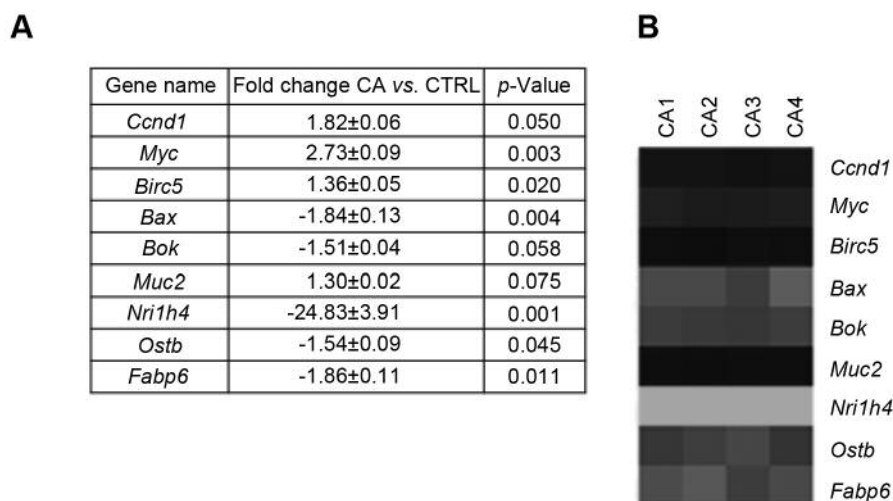 A
Gene name Fold change CA vs. CTRL p-Value
Ccnd1 1.82±0.06 0.050
Myc 2.73±0.09 0.003
Birc5 1.36±0.05 0.020
Bax -1.84±0.13 0.004
Bok -1.51±0.04 0.058
Muc2 1.30±0.02 0.075
Nri1h4 -24.83±3.91 0.001
Ostb -1.54±0.09 0.045
Fabp6 -1.86±0.11 0.011
B
CA1 CA2 CA3 CA4
Ccnd1
Myc
Birc5
Bax
Bok
Muc2
Nri1h4
Ostb
Fabp6